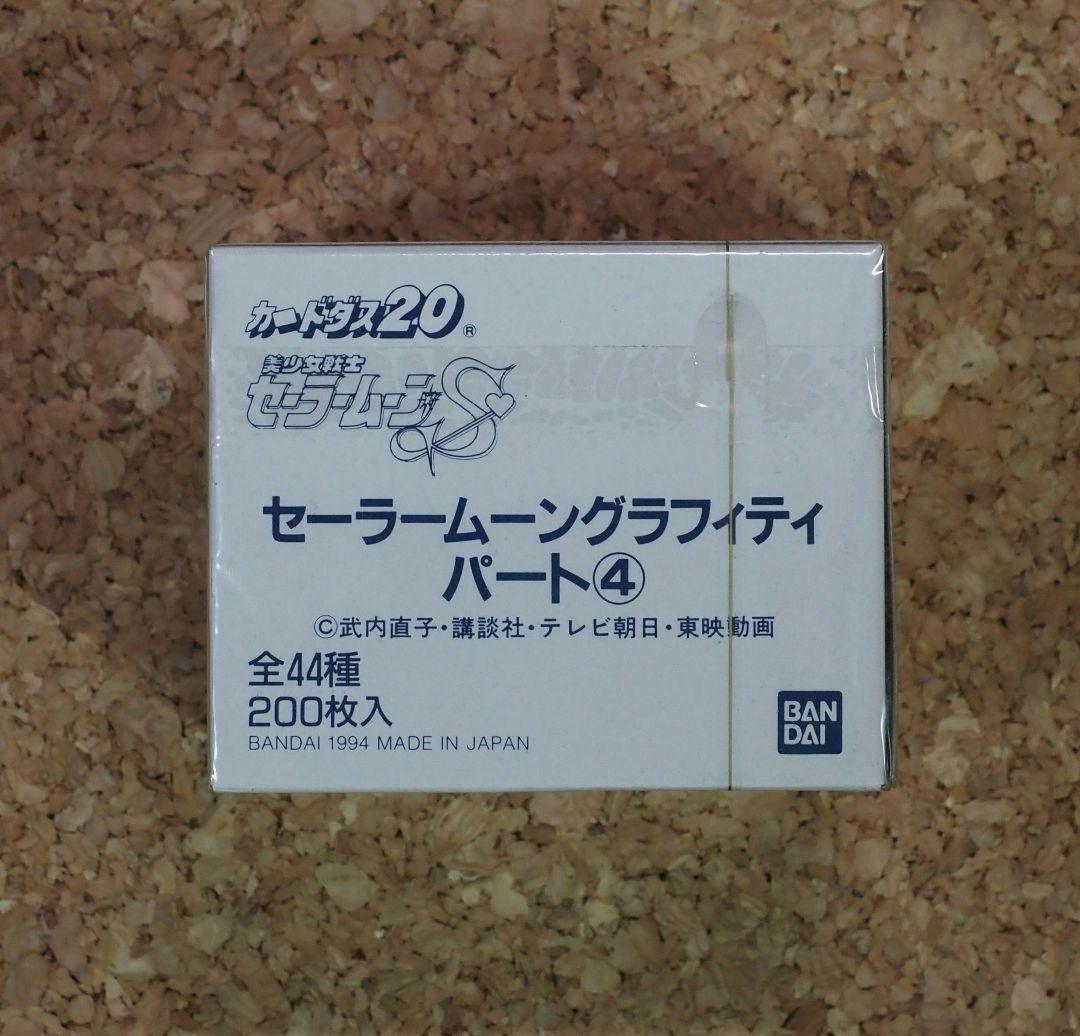 カードダス20®
美少女戦士
セーラームーンS
セーラームーングラフィティ
パート④
©武内直子・講談社・テレビ朝日・東映動画
全44種
200枚入
BANDAI 1994 MADE IN JAPAN
BAN
DAI